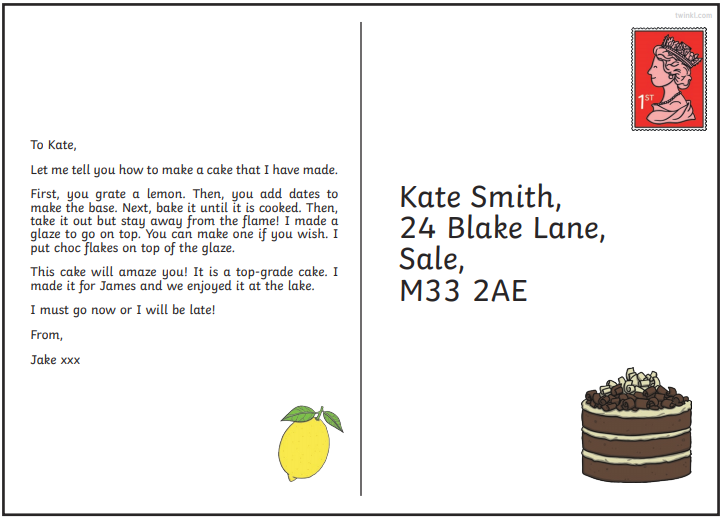 twinkl.com
1ST
To Kate,
Let me tell you how to make a cake that I have made.
First, you grate a lemon. Then, you add dates to
make the base. Next, bake it until it is cooked. Then,
take it out but stay away from the flame! I made a
glaze to go on top. You can make one if you wish. I
put choc flakes on top of the glaze.
This cake will amaze you! It is a top-grade cake. I
made it for James and we enjoyed it at the lake.
I must go now or I will be late!
From,
Jake xxx
Kate Smith,
24 Blake Lane,
Sale,
M33 2AE